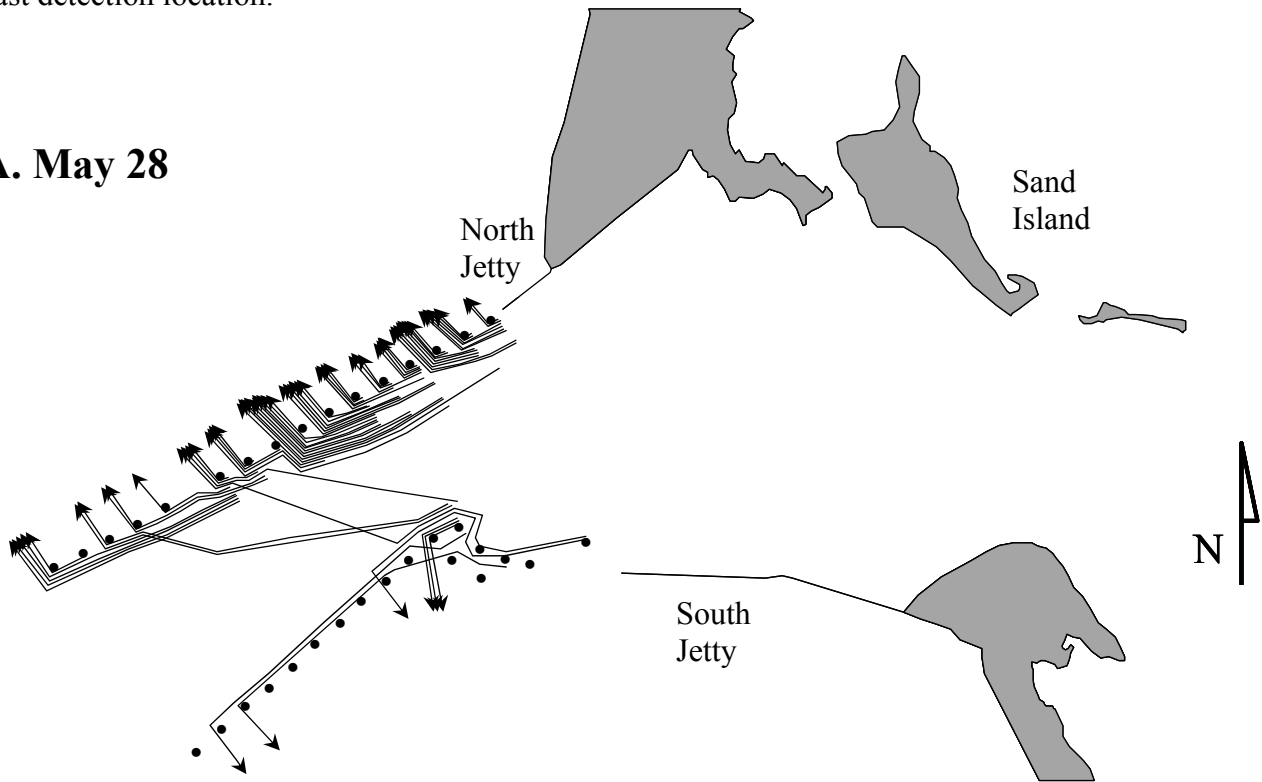 ast detection location.
A. May 28
Sand
Island
North
Jetty
N
South
Jetty